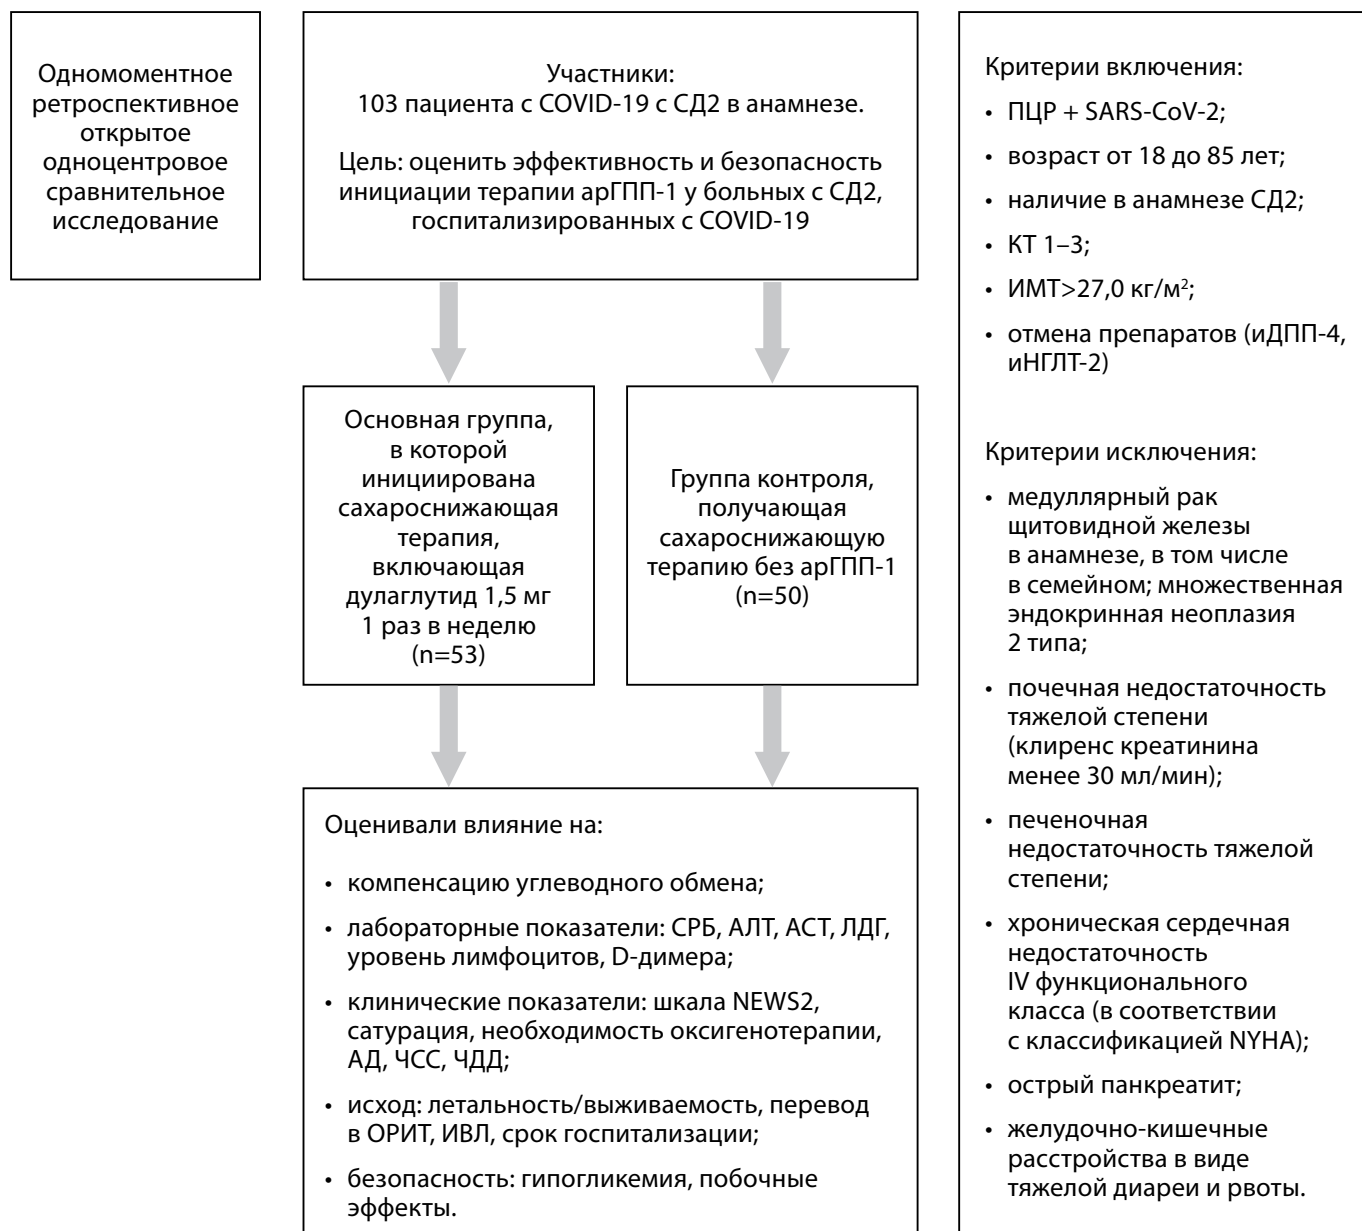 Одномоментное
ретроспективное
открытое
одноцентровое
сравнительное
исследование
Участники:
103 пациента с COVID-19 с СД2 в анамнезе.
Цель: оценить эффективность и безопасность
инициации терапии арГПП-1 у больных с СД2,
госпитализированных с COVID-19
Основная группа,
в которой
инициирована
сахароснижающая
терапия,
включающая
дулаглутид 1,5 мг
1 раз в неделю
(n=53)
Группа контроля,
получающая
сахароснижающую
терапию без арГПП-1
(n=50)
Оценивали влияние на:
• компенсацию углеводного обмена;
• лабораторные показатели: СРБ, АЛТ, АСТ, ЛДГ,
уровень лимфоцитов, D-димера;
• клинические показатели: шкала NEWS2,
сатурация, необходимость оксигенотерапии,
АД, ЧСС, ЧДД;
• исход: летальность/выживаемость, перевод
в ОРИТ, ИВЛ, срок госпитализации;
• безопасность: гипогликемия, побочные
эффекты.
Критерии включения:
• ПЦР + SARS-CoV-2;
• возраст от 18 до 85 лет;
• наличие в анамнезе СД2;
• КТ 1–3;
• ИМТ>27,0 кг/м²;
• отмена препаратов (иДПП-4,
иНГЛТ-2)
Критерии исключения:
• медуллярный рак
щитовидной железы
в анамнезе, в том числе
в семейном; множественная
эндокринная неоплазия
2 типа;
• почечная недостаточность
тяжелой степени
(клиренс креатинина
менее 30 мл/мин);
• печеночная
недостаточность тяжелой
степени;
• хроническая сердечная
недостаточность
IV функционального
класса (в соответствии
с классификацией NYHA);
• острый панкреатит;
• желудочно-кишечные
расстройства в виде
тяжелой диареи и рвоты.